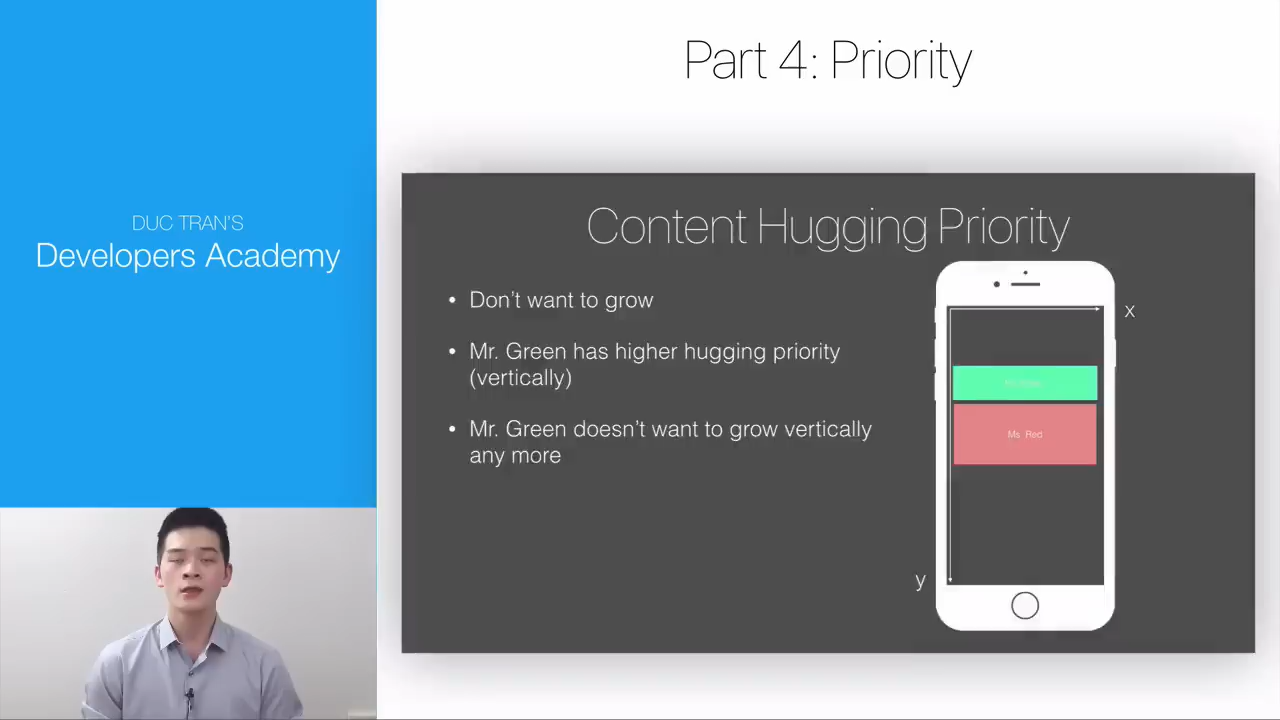 Part 4: Priority
DUC TRAN'S
Developers Academy
Content Hugging Priority
• Don't want to grow
• Mr. Green has higher hugging priority
(vertically)
• Mr. Green doesn't want to grow vertically
any more
x
Ms. Red
y